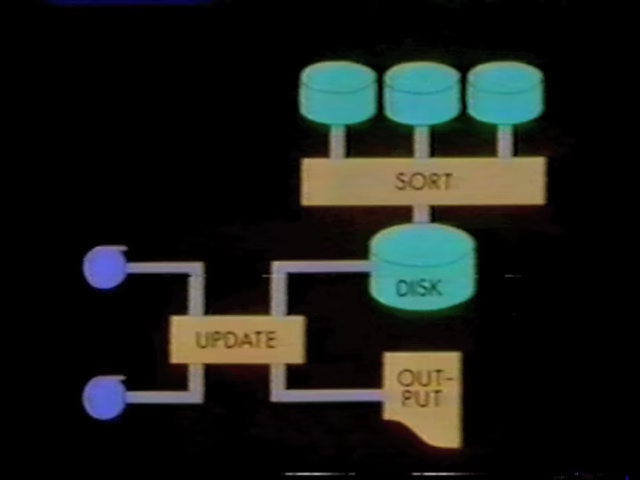 SORT
DISK
UPDATE
OUT-
PUT